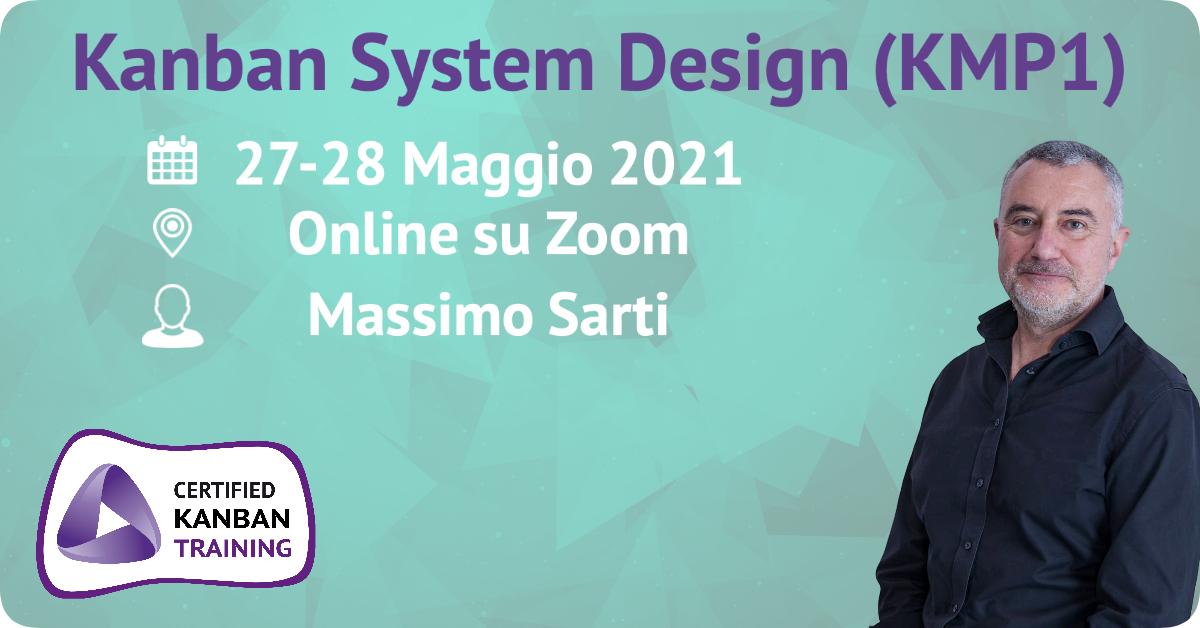 Kanban System Design (KMP1)
27-28 Maggio 2021
Online su Zoom
Massimo Sarti
CERTIFIED
KANBAN
TRAINING